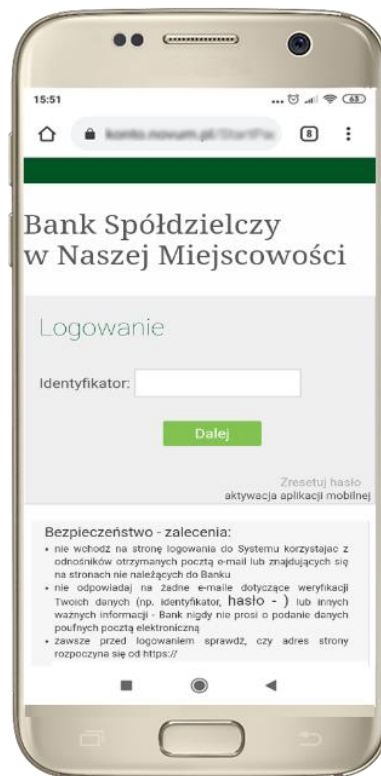 15:51
... 63
8
Bank Spółdzielczy
w Naszej Miejscowości
Logowanie
Identyfikator:
Dalej
Zresetuj hasło
aktywacja aplikacji mobilnej
Bezpieczeństwo - zalecenia:
• nie wchodź na stronę logowania do Systemu korzystając z
odnośników otrzymanych pocztą e-mail lub znajdujących się
na stronach nie należących do Banku
• nie odpowiadaj na żadne e-maile dotyczące weryfikacji
Twoich danych (np. identyfikator, hasło - ) lub innych
ważnych informacji - Bank nigdy nie prosi o podanie danych
poufnych pocztą elektroniczną
• zawsze przed logowaniem sprawdź, czy adres strony
rozpoczyna się od https://